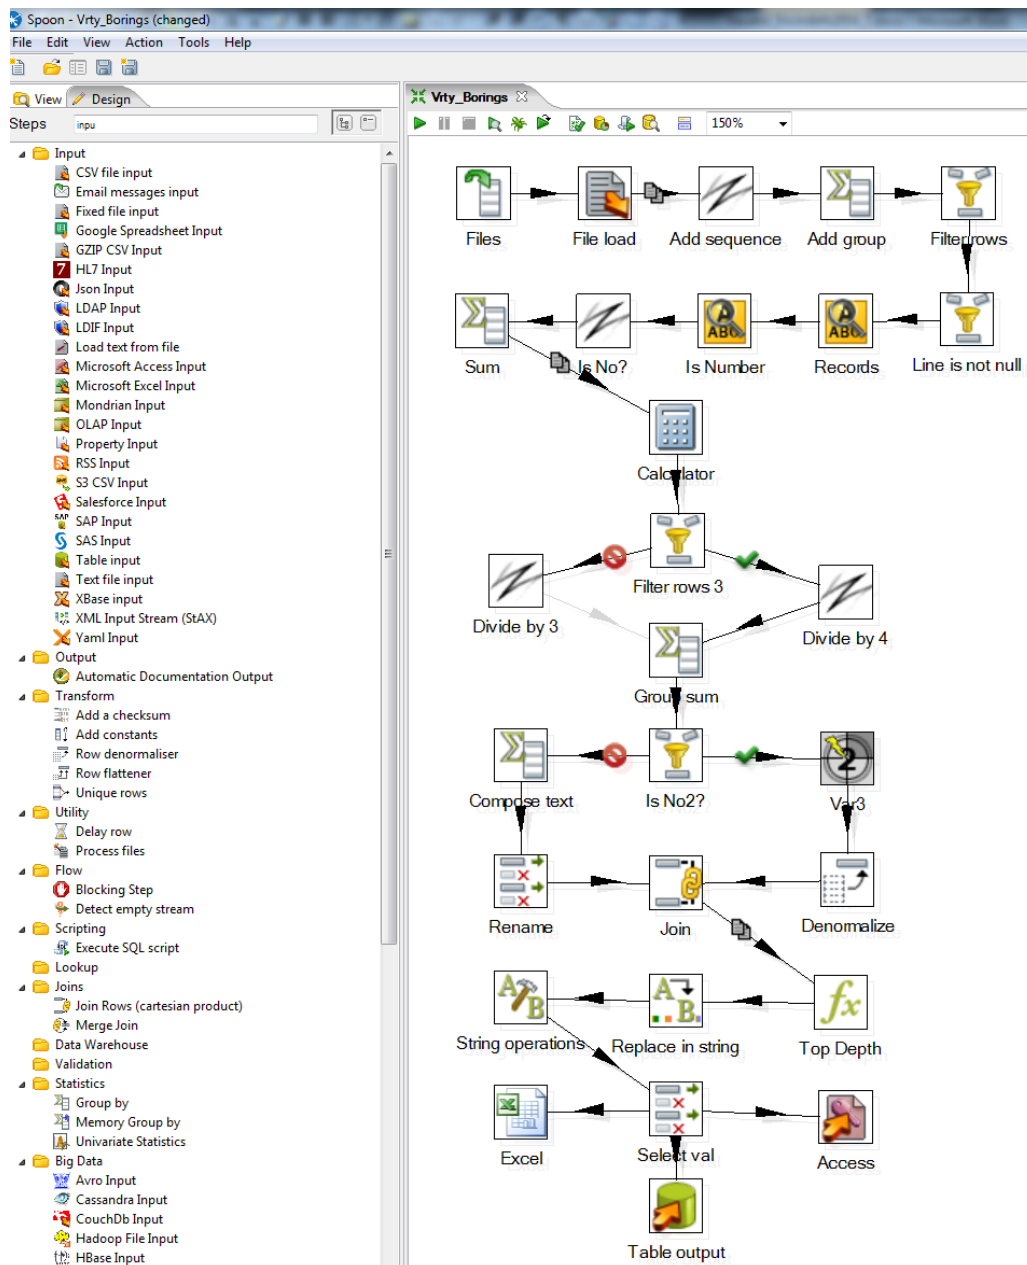 Spoon - Vrty_Borings (changed)
File Edit View Action Tools Help
View Design
Steps inpu
Input
CSV file input
Email messages input
Fixed file input
Google Spreadsheet Input
GZIP CSV Input
7 HL7 Input
Json Input
LDAP Input
LDIF Input
Load text from file
Microsoft Access Input
Microsoft Excel Input
Mondrian Input
OLAP Input
Property Input
RSS Input
S3 CSV Input
Salesforce Input
SAP SAP Input
SAS Input
Table input
Text file input
XBase input
XML Input Stream (StAX)
Yaml Input
Output
Automatic Documentation Output
Transform
Add a checksum
Add constants
Row denormaliser
Row flattener
Unique rows
Utility
Delay row
Process files
Flow
Blocking Step
Detect empty stream
Scripting
Execute SQL script
Lookup
Joins
Join Rows (cartesian product)
Merge Join
Data Warehouse
Validation
Statistics
Group by
Memory Group by
Univariate Statistics
Big Data
Avro Input
Cassandra Input
CouchDb Input
Hadoop File Input
HBase Input
Vrty_Borings
150%
Files File load Add sequence Add group Filter rows
A ABC A ABC
Sum Is No? Is Number Records Line is not null
Calculator
Filter rows 3
Divide by 3 Divide by 4
Group sum
2
Compose text Is No2? Var3
Rename Join Denormalize
A B A B fx
String operations Replace in string Top Depth
Excel Select val Access
Table output